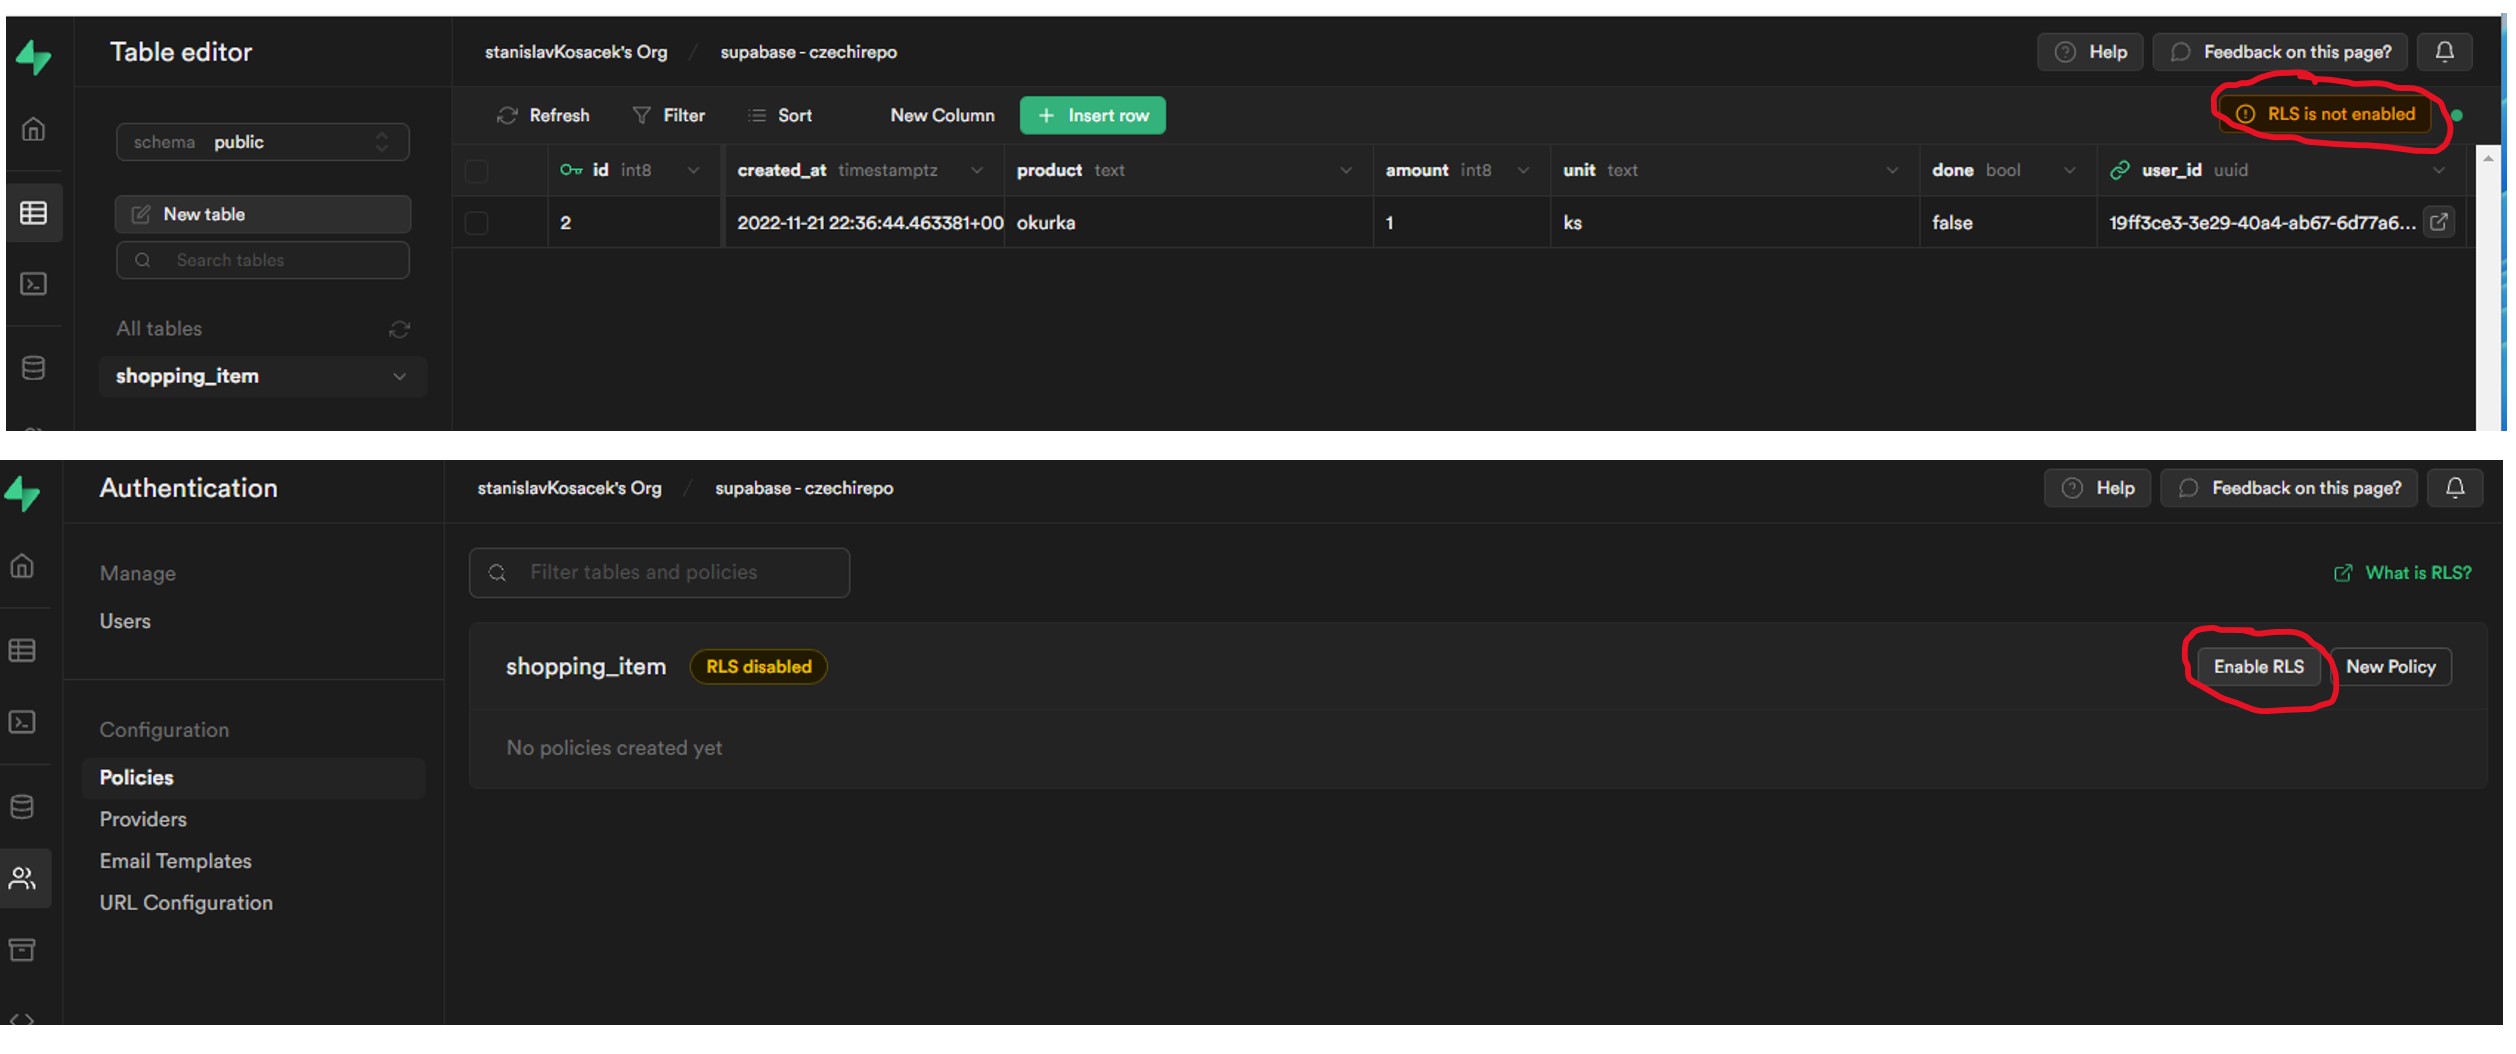 Table editor
stanislavKosacek's Org / supabase - czechirepo
Help
Feedback on this page?
schema public
Refresh
Filter
Sort
New Column
+ Insert row
RLS is not enabled
New table
Search tables
All tables
shopping_item
id int8
created_at timestamptz
product text
amount int8
unit text
done bool
user_id uuid
2
2022-11-21 22:36:44.463381+00
okurka
1
ks
false
19ff3ce3-3e29-40a4-ab67-6d77a6...
Authentication
stanislavKosacek's Org / supabase - czechirepo
Help
Feedback on this page?
Manage
Users
Configuration
Policies
Providers
Email Templates
URL Configuration
Filter tables and policies
What is RLS?
shopping_item
RLS disabled
Enable RLS
New Policy
No policies created yet